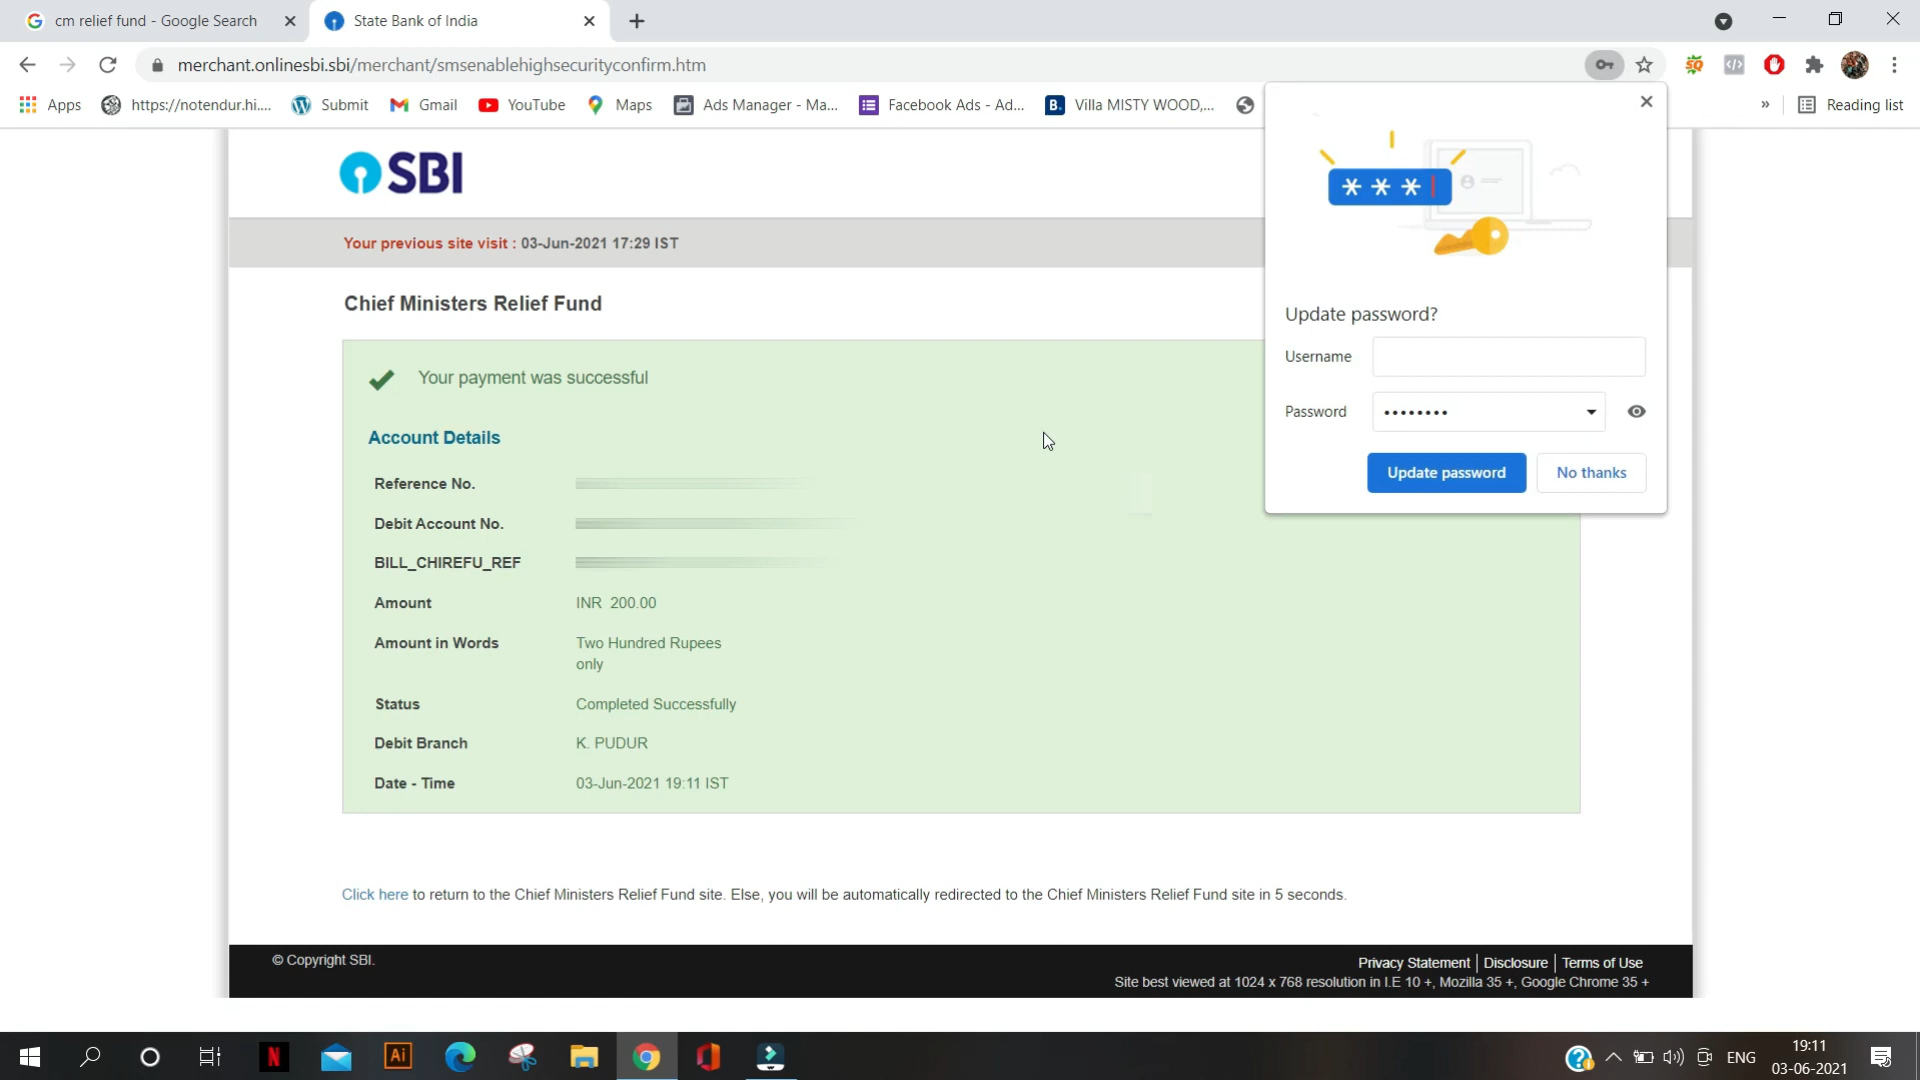 cm relief fund - Google Search
State Bank of India
merchant.onlinesbi.sbi/merchant/smsenablehighsecurityconfirm.htm
Apps
https://notendur.hi....
Submit
Gmail
YouTube
Maps
Ads Manager - Ma...
Facebook Ads - Ad...
B.
Villa MISTY WOOD,...
»
Reading list
SBI
Your previous site visit : 03-Jun-2021 17:29 IST
Chief Ministers Relief Fund
Your payment was successful
Account Details
Reference No.
Debit Account No.
BILL_CHIREFU_REF
Amount INR 200.00
Amount in Words Two Hundred Rupees
only
Status Completed Successfully
Debit Branch K. PUDUR
Date - Time 03-Jun-2021 19:11 IST
Click here to return to the Chief Ministers Relief Fund site. Else, you will be automatically redirected to the Chief Ministers Relief Fund site in 5 seconds.
© Copyright SBI.
Privacy Statement | Disclosure | Terms of Use
Site best viewed at 1024 x 768 resolution in I.E 10 +, Mozilla 35 +, Google Chrome 35 +
* * *
Update password?
Username
Password ••••••••
Update password
No thanks
N
Ai
ENG
19:11
03-06-2021